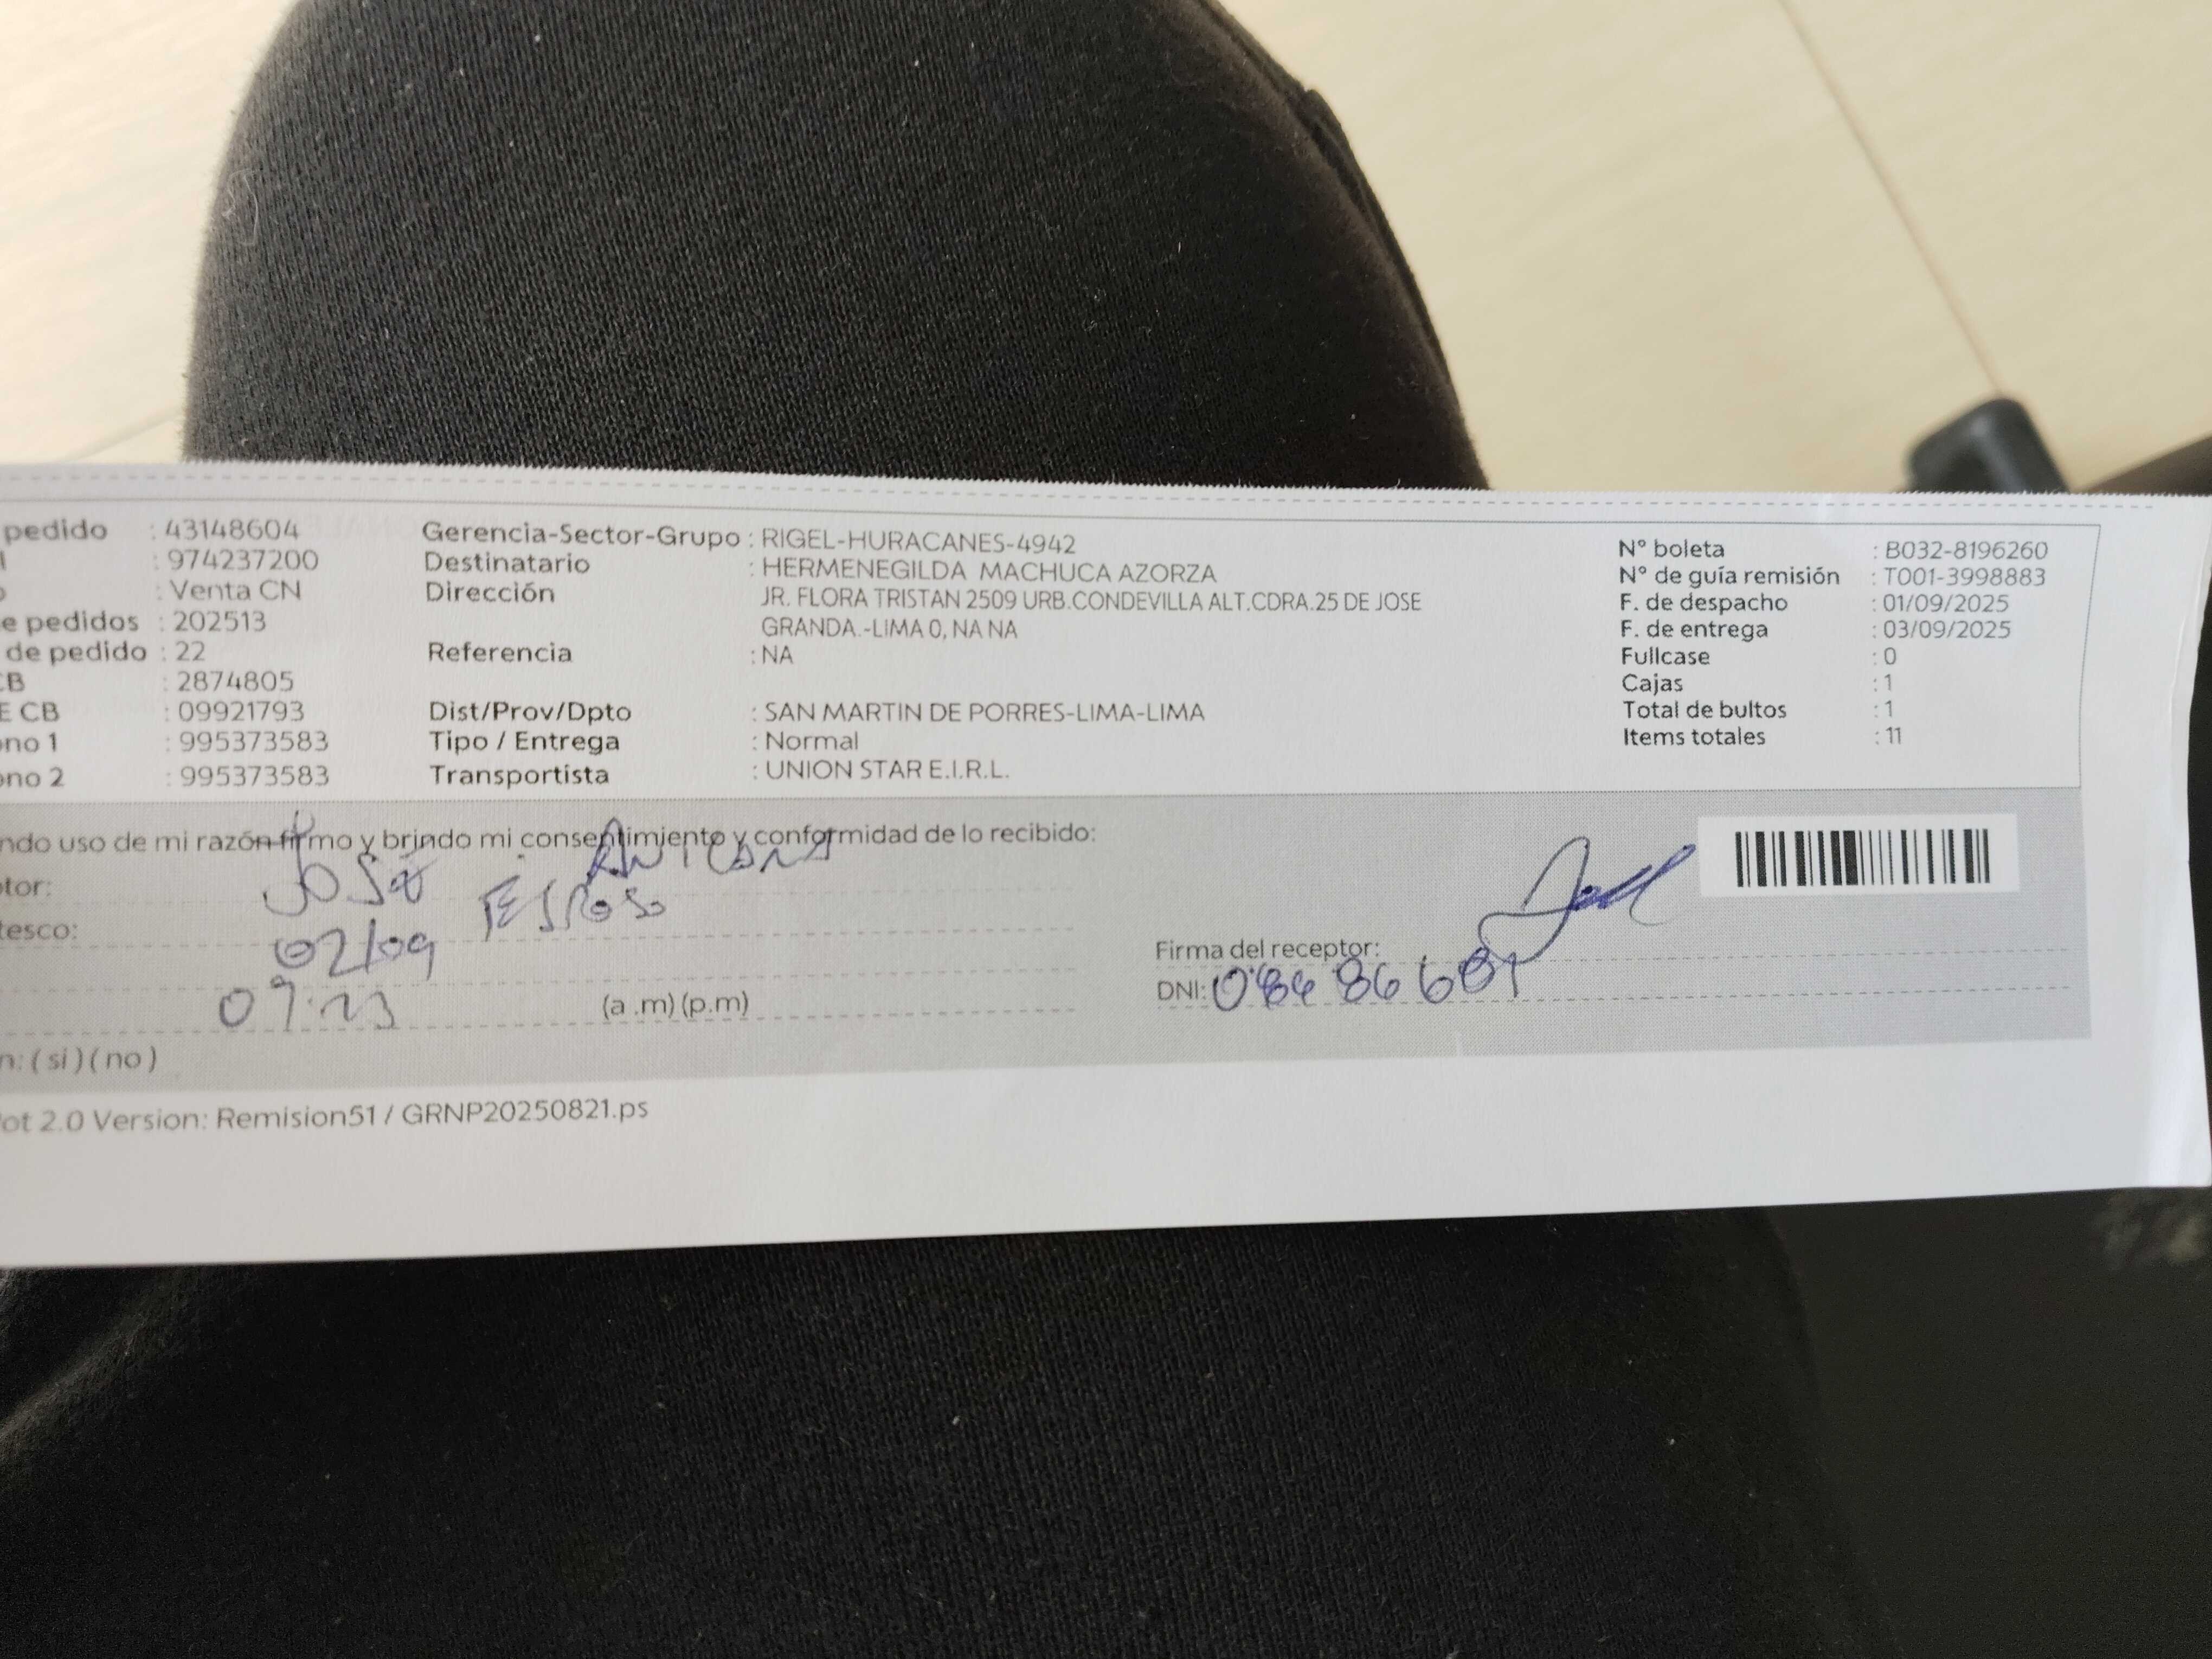 pedido : 43148604
: 974237200
: Venta CN
e pedidos : 202513
de pedido : 22
CB : 2874805
E CB : 09921793
ono 1 : 995373583
ono 2 : 995373583
Gerencia-Sector-Grupo : RIGEL-HURACANES-4942
Destinatario : HERMENEGILDA MACHUCA AZORZA
Dirección JR. FLORA TRISTAN 2509 URB.CONDEVILLA ALT.CDRA.25 DE JOSE
GRANDA.-LIMA 0, NA NA
Referencia : NA
Dist/Prov/Dpto : SAN MARTIN DE PORRES-LIMA-LIMA
Tipo / Entrega : Normal
Transportista : UNION STAR E.I.R.L.
N° boleta : B032-8196260
N° de guía remisión : T001-3998883
F. de despacho : 01/09/2025
F. de entrega : 03/09/2025
Fullcase : 0
Cajas : 1
Total de bultos : 1
Items totales : 11
ndo uso de mi razón firmo y brindo mi consentimiento y conformidad de lo recibido:
tor: José
tesco: Esposo
02/09
(a .m) (p.m)
Firma del receptor:
DNI:
n: ( si ) ( no )
ot 2.0 Version: Remision51 / GRNP20250821.ps